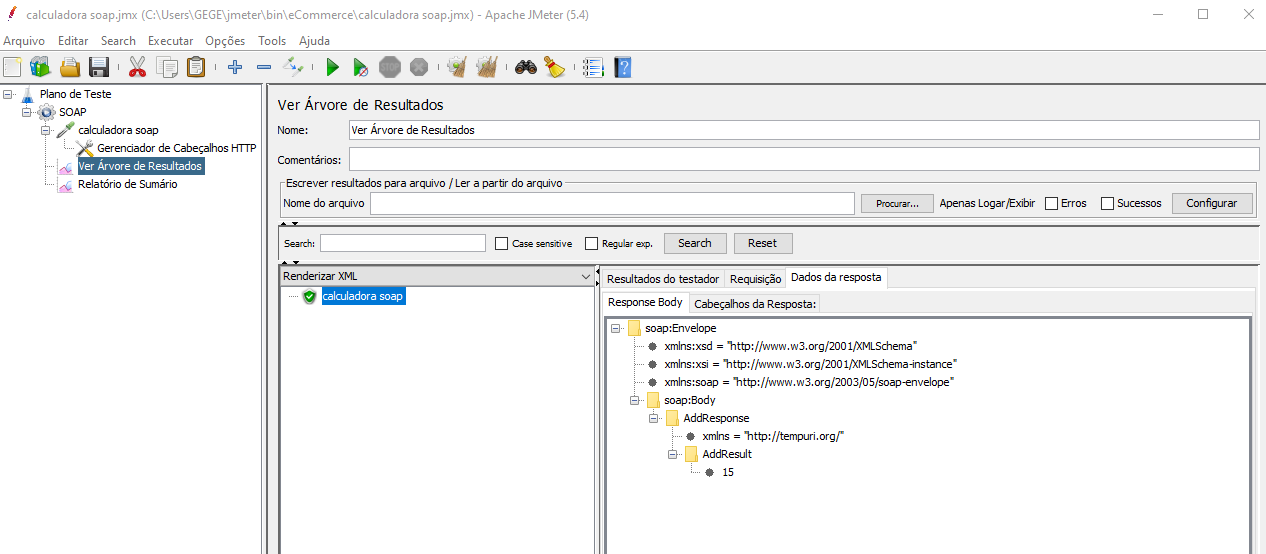 calculadora soap.jmx (C:\Users\GEGE\jmeter\bin\eCommerce\calculadora soap.jmx) - Apache JMeter (5.4)
Arquivo Editar Search Executar Opções Tools Ajuda
Plano de Teste
SOAP
calculadora soap
Gerenciador de Cabeçalhos HTTP
Ver Árvore de Resultados
Relatório de Sumário
Ver Árvore de Resultados
Nome: Ver Árvore de Resultados
Comentários:
Escrever resultados para arquivo / Ler a partir do arquivo
Nome do arquivo Procurar... Apenas Logar/Exibir Erros Sucessos Configurar
Search: Case sensitive Regular exp. Search Reset
Renderizar XML
calculadora soap
Resultados do testador Requisição Dados da resposta
Response Body Cabeçalhos da Resposta:
soap:Envelope
xmlns:xsd = "http://www.w3.org/2001/XMLSchema"
xmlns:xsi = "http://www.w3.org/2001/XMLSchema-instance"
xmlns:soap = "http://www.w3.org/2003/05/soap-envelope"
soap:Body
AddResponse
xmlns = "http://tempuri.org/"
AddResult
15